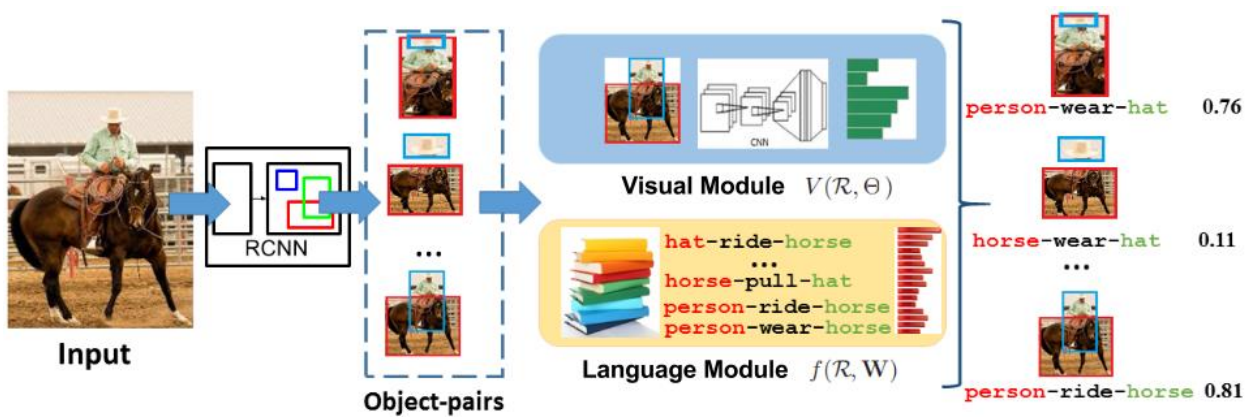 Input
RCNN
...
Object-pairs
CNN
Visual Module V(R, Θ)
hat-ride-horse
...
horse-pull-hat
person-ride-horse
person-wear-horse
Language Module f(R, W)
person-wear-hat 0.76
horse-wear-hat 0.11
...
person-ride-horse 0.81